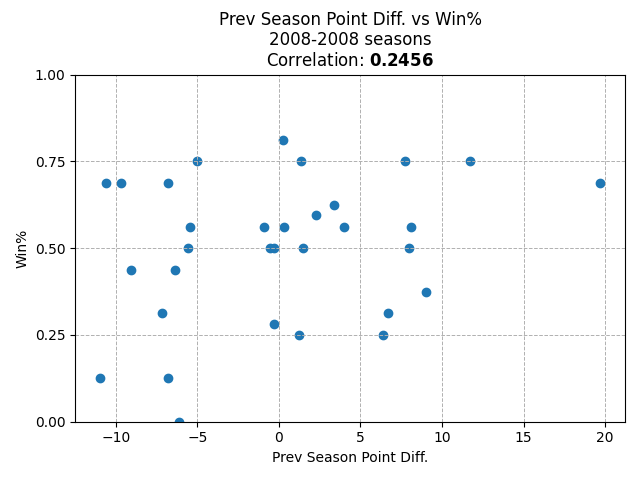 Prev Season Point Diff. vs Win%
2008-2008 seasons
Correlation: 0.2456
1.00
0.75
0.50
0.25
0.00
Win%
−10
−5
0
5
10
15
20
Prev Season Point Diff.